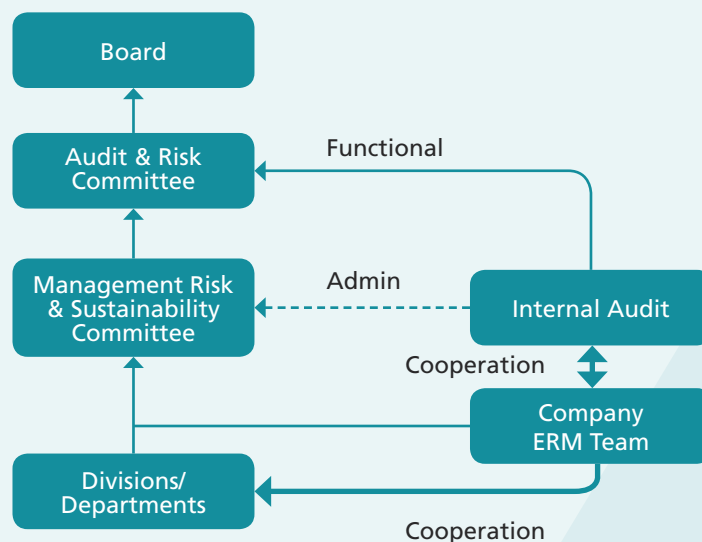 Board
Audit & Risk
Committee
Functional
Management Risk
& Sustainability
Committee
Admin
Internal Audit
Cooperation
Company
ERM Team
Divisions/
Departments
Cooperation